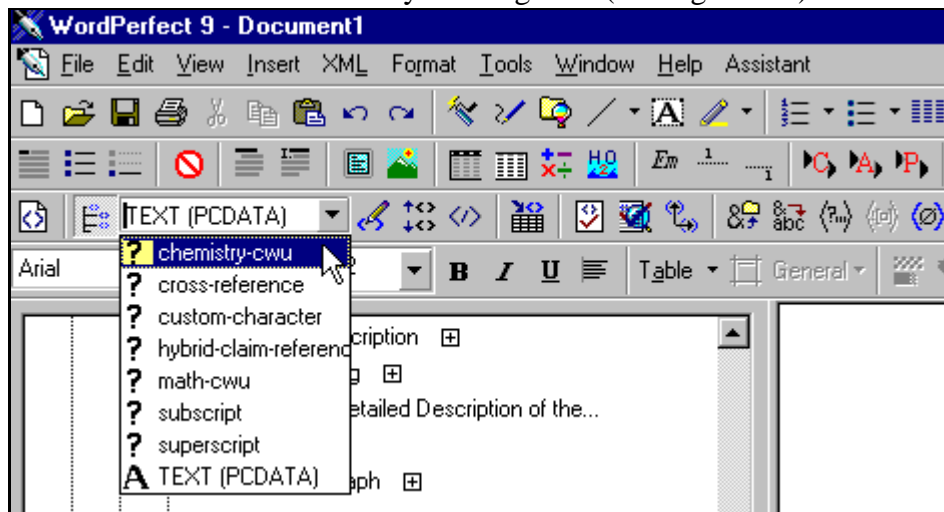 WordPerfect 9 - Document1
File Edit View Insert XML Format Tools Window Help Assistant
TEXT (PCDATA)
Arial
B I U Table General
? chemistry-cwu
? cross-reference
? custom-character
? hybrid-claim-referenc
? math-cwu
? subscript
? superscript
A TEXT (PCDATA)
cription
g
etailed Description of the...
aph